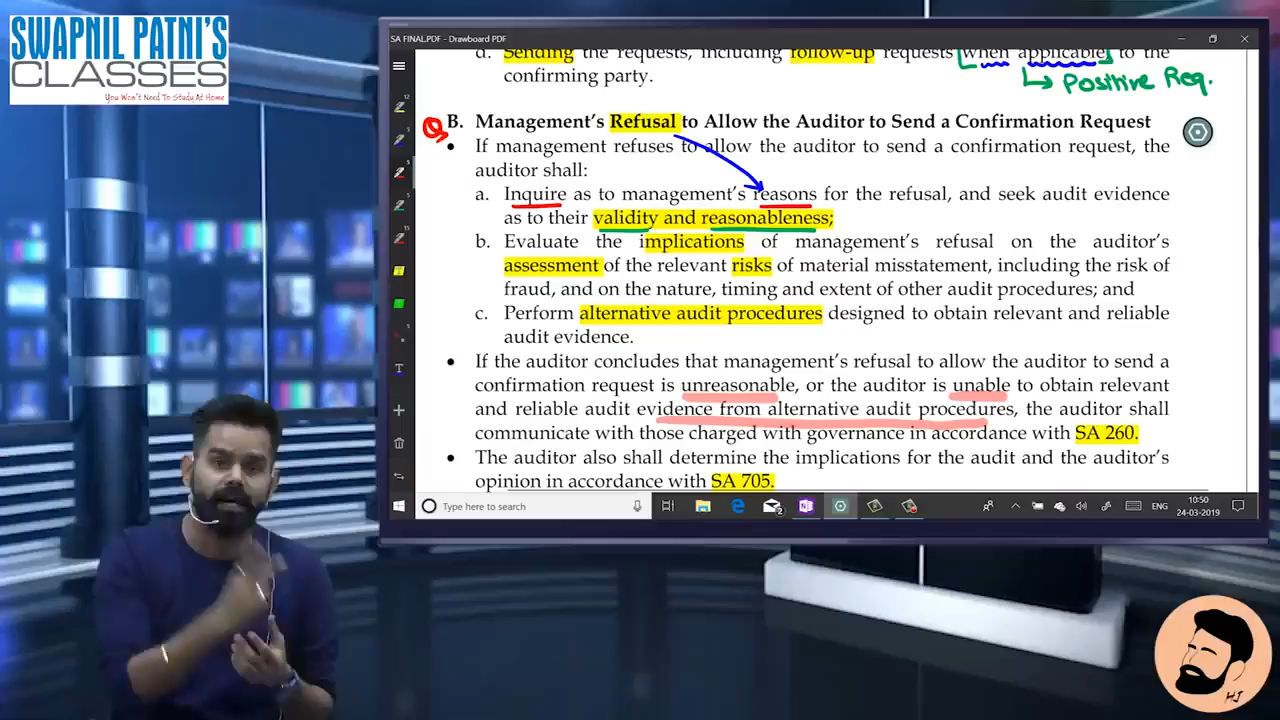 SWAPNIL PATNI'S
CLASSES
You Won't Need To Study At Home
SA FINAL.PDF - Drawboard PDF
d. Sending the requests, including follow-up requests when applicable to the
confirming party.
Positive Req.
Q
B. Management's Refusal to Allow the Auditor to Send a Confirmation Request
• If management refuses to allow the auditor to send a confirmation request, the
auditor shall:
a. Inquire as to management's reasons for the refusal, and seek audit evidence
as to their validity and reasonableness;
b. Evaluate the implications of management's refusal on the auditor's
assessment of the relevant risks of material misstatement, including the risk of
fraud, and on the nature, timing and extent of other audit procedures; and
c. Perform alternative audit procedures designed to obtain relevant and reliable
audit evidence.
• If the auditor concludes that management's refusal to allow the auditor to send a
confirmation request is unreasonable, or the auditor is unable to obtain relevant
and reliable audit evidence from alternative audit procedures, the auditor shall
communicate with those charged with governance in accordance with SA 260.
• The auditor also shall determine the implications for the audit and the auditor's
opinion in accordance with SA 705.
Type here to search
2
ENG
10:50
24-03-2019
HJ